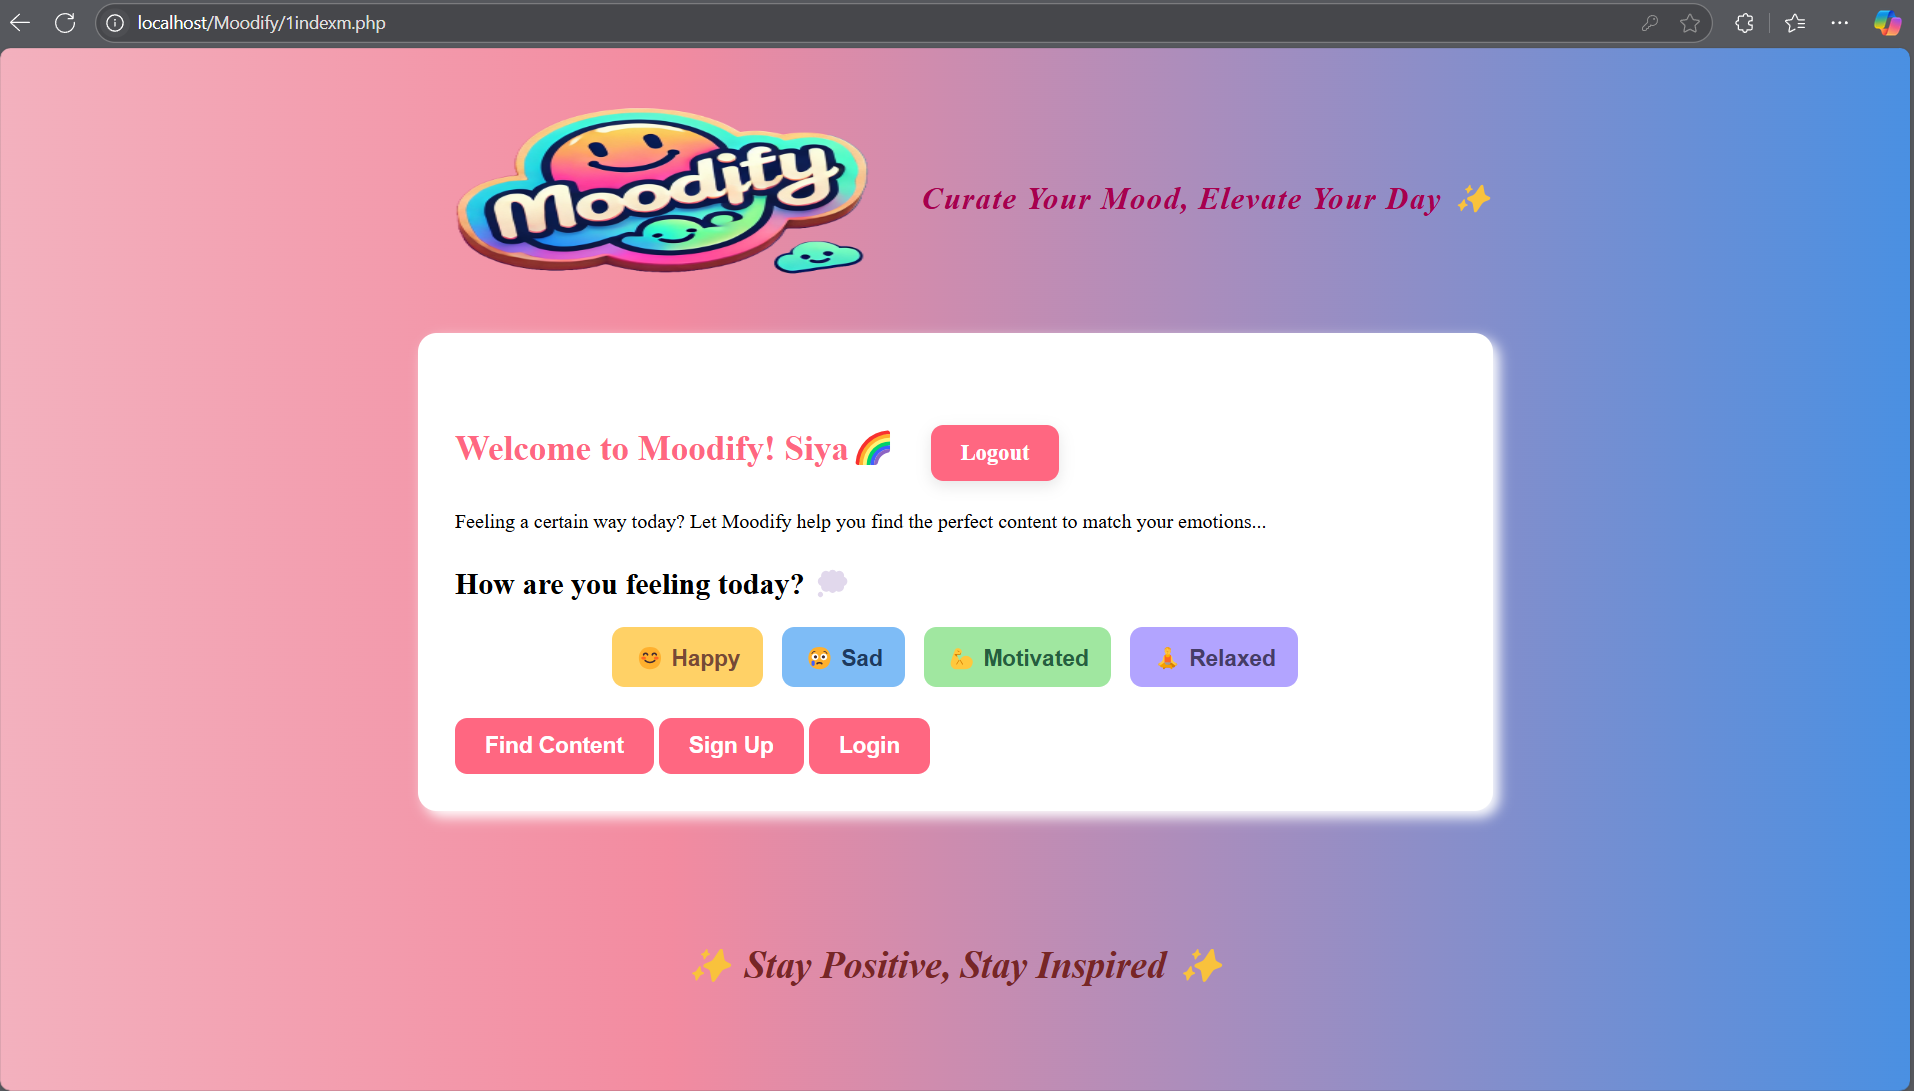 localhost/Moodify/1indexm.php
Moodify
Curate Your Mood, Elevate Your Day ✨
Welcome to Moodify! Siya🌈
Logout
Feeling a certain way today? Let Moodify help you find the perfect content to match your emotions...
How are you feeling today? 💭
😊 Happy
😢 Sad
💪 Motivated
🧘 Relaxed
Find Content
Sign Up
Login
✨ Stay Positive, Stay Inspired ✨